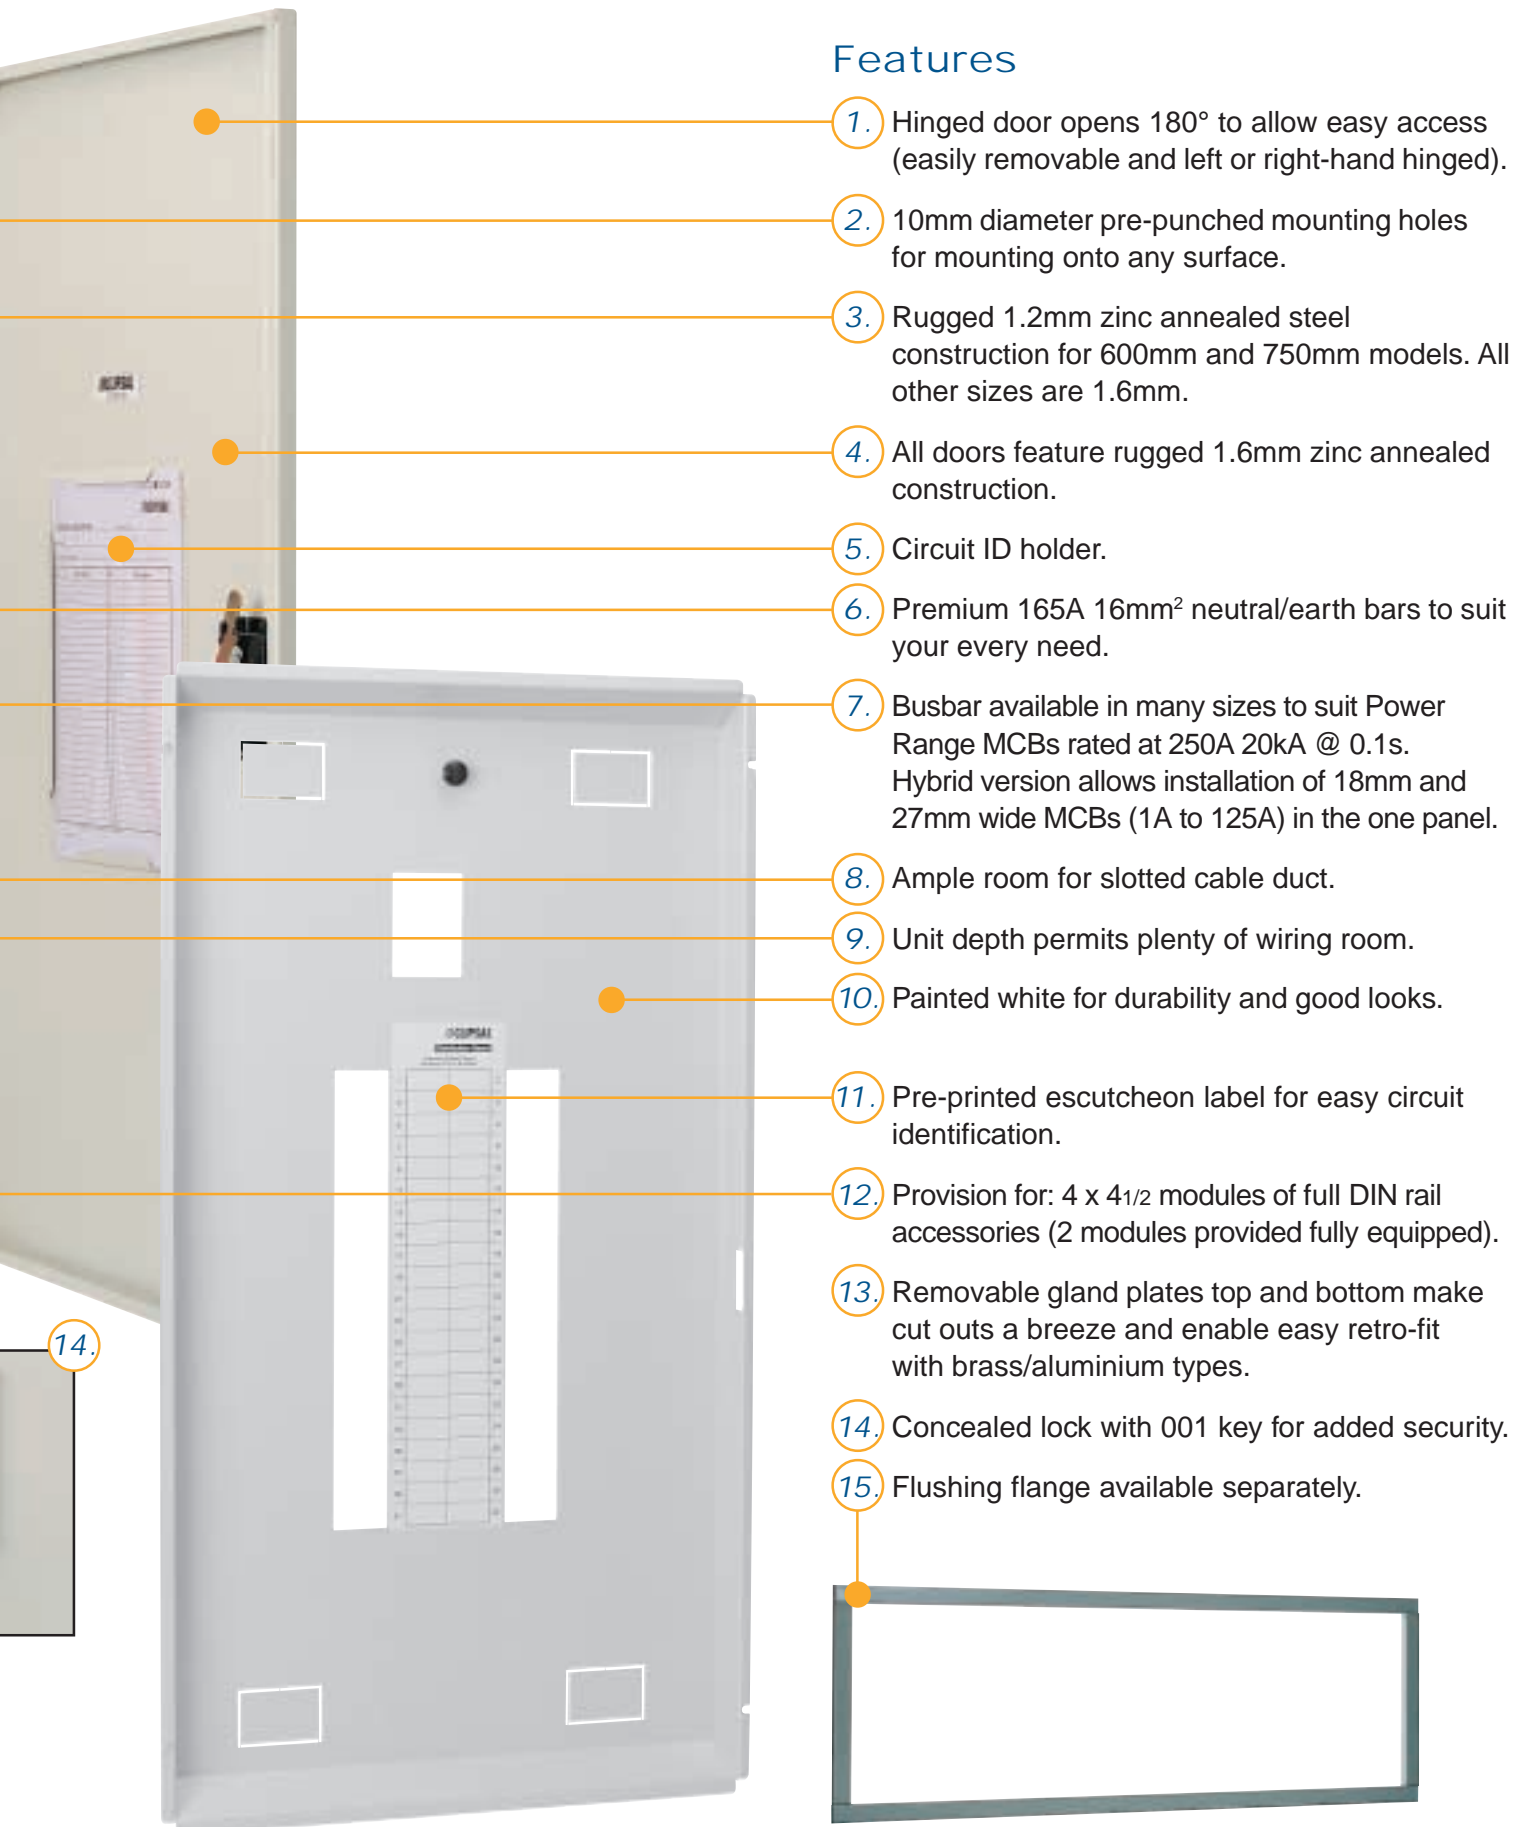 Features
1. Hinged door opens 180° to allow easy access
(easily removable and left or right-hand hinged).
2. 10mm diameter pre-punched mounting holes
for mounting onto any surface.
3. Rugged 1.2mm zinc annealed steel
construction for 600mm and 750mm models. All
other sizes are 1.6mm.
4. All doors feature rugged 1.6mm zinc annealed
construction.
5. Circuit ID holder.
6. Premium 165A 16mm² neutral/earth bars to suit
your every need.
7. Busbar available in many sizes to suit Power
Range MCBs rated at 250A 20kA @ 0.1s.
Hybrid version allows installation of 18mm and
27mm wide MCBs (1A to 125A) in the one panel.
8. Ample room for slotted cable duct.
9. Unit depth permits plenty of wiring room.
10. Painted white for durability and good looks.
11. Pre-printed escutcheon label for easy circuit
identification.
12. Provision for: 4 x 41/2 modules of full DIN rail
accessories (2 modules provided fully equipped).
13. Removable gland plates top and bottom make
cut outs a breeze and enable easy retro-fit
with brass/aluminium types.
14. Concealed lock with 001 key for added security.
15. Flushing flange available separately.
14.
CLIPSAL